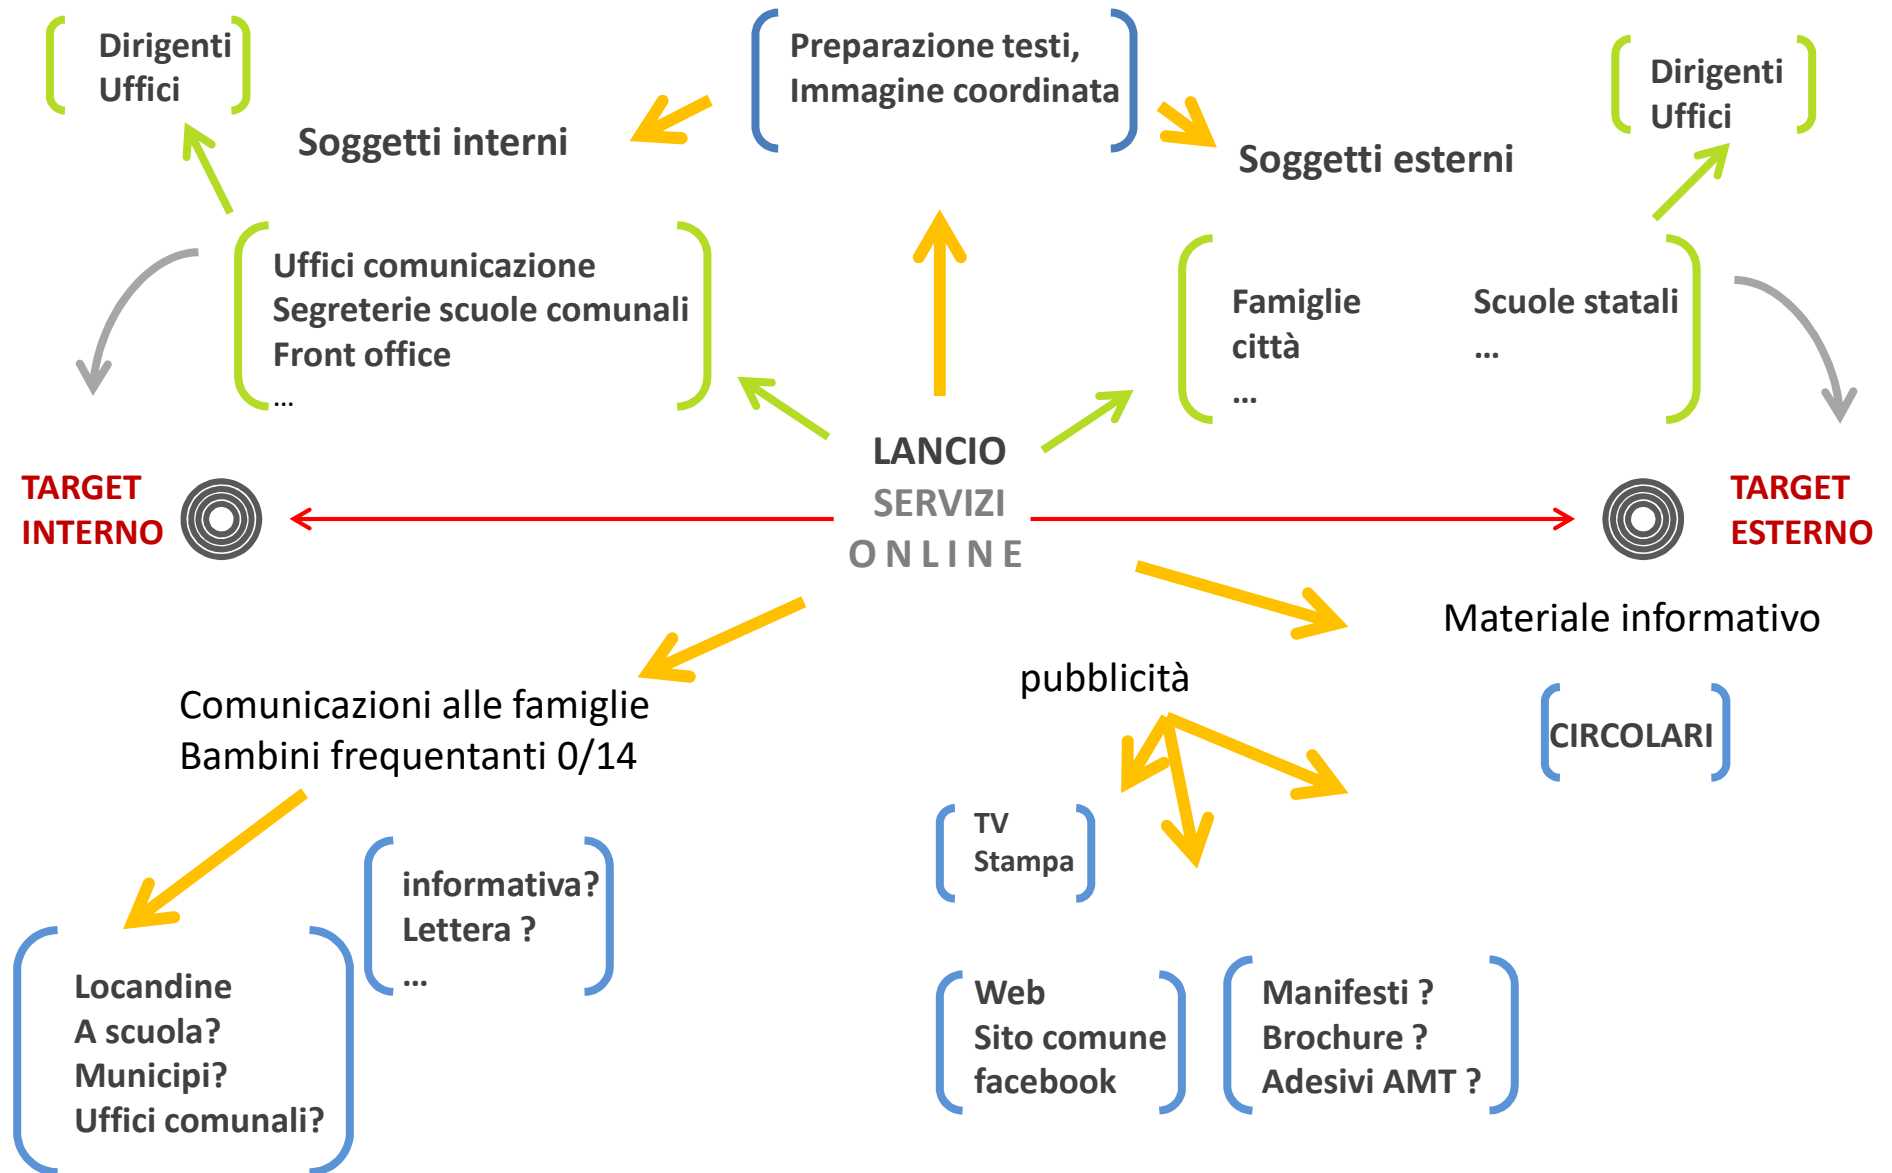 Dirigenti
Uffici
Preparazione testi,
Immagine coordinata
Dirigenti
Uffici
Soggetti interni
Soggetti esterni
Uffici comunicazione
Segreterie scuole comunali
Front office
...
Famiglie
città
...
Scuole statali
...
LANCIO
SERVIZI
ONLINE
TARGET
INTERNO
TARGET
ESTERNO
Materiale informativo
pubblicità
Comunicazioni alle famiglie
Bambini frequentanti 0/14
CIRCOLARI
TV
Stampa
informativa?
Lettera ?
...
Locandine
A scuola?
Municipi?
Uffici comunali?
Web
Sito comune
facebook
Manifesti ?
Brochure ?
Adesivi AMT ?